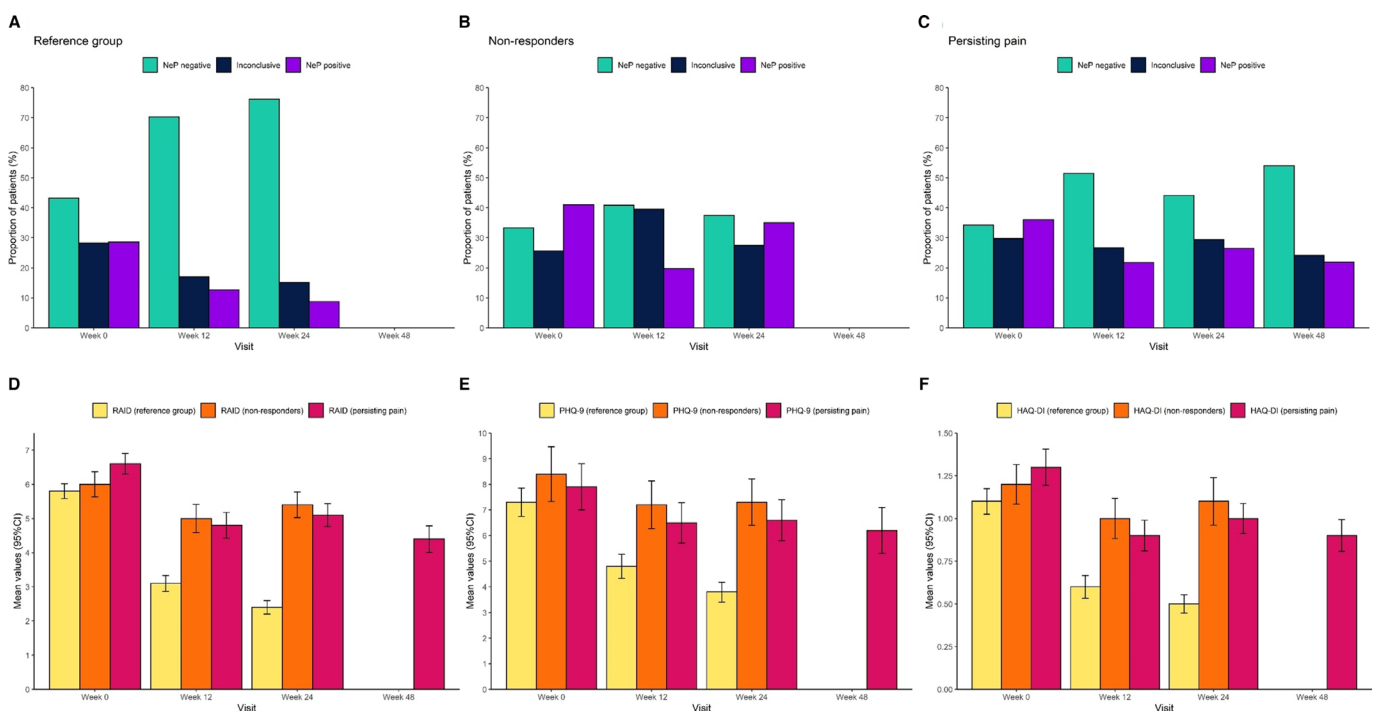 A
Reference group
NeP negative Inconclusive NeP positive
Proportion of patients (%)
80
70
60
50
40
30
20
10
0
Week 0 Week 12 Week 24 Week 48
Visit
B
Non-responders
NeP negative Inconclusive NeP positive
Proportion of patients (%)
80
70
60
50
40
30
20
10
0
Week 0 Week 12 Week 24 Week 48
Visit
C
Persisting pain
NeP negative Inconclusive NeP positive
Proportion of patients (%)
80
70
60
50
40
30
20
10
0
Week 0 Week 12 Week 24 Week 48
Visit
D
RAID (reference group) RAID (non-responders) RAID (persisting pain)
Mean values (95%CI)
7
6
5
4
3
2
1
0
Week 0 Week 12 Week 24 Week 48
Visit
E
PHQ-9 (reference group) PHQ-9 (non-responders) PHQ-9 (persisting pain)
Mean values (95%CI)
10
9
8
7
6
5
4
3
2
1
0
Week 0 Week 12 Week 24 Week 48
Visit
F
HAQ-DI (reference group) HAQ-DI (non-responders) HAQ-DI (persisting pain)
Mean values (95%CI)
1.50
1.25
1.00
0.75
0.50
0.25
0.00
Week 0 Week 12 Week 24 Week 48
Visit